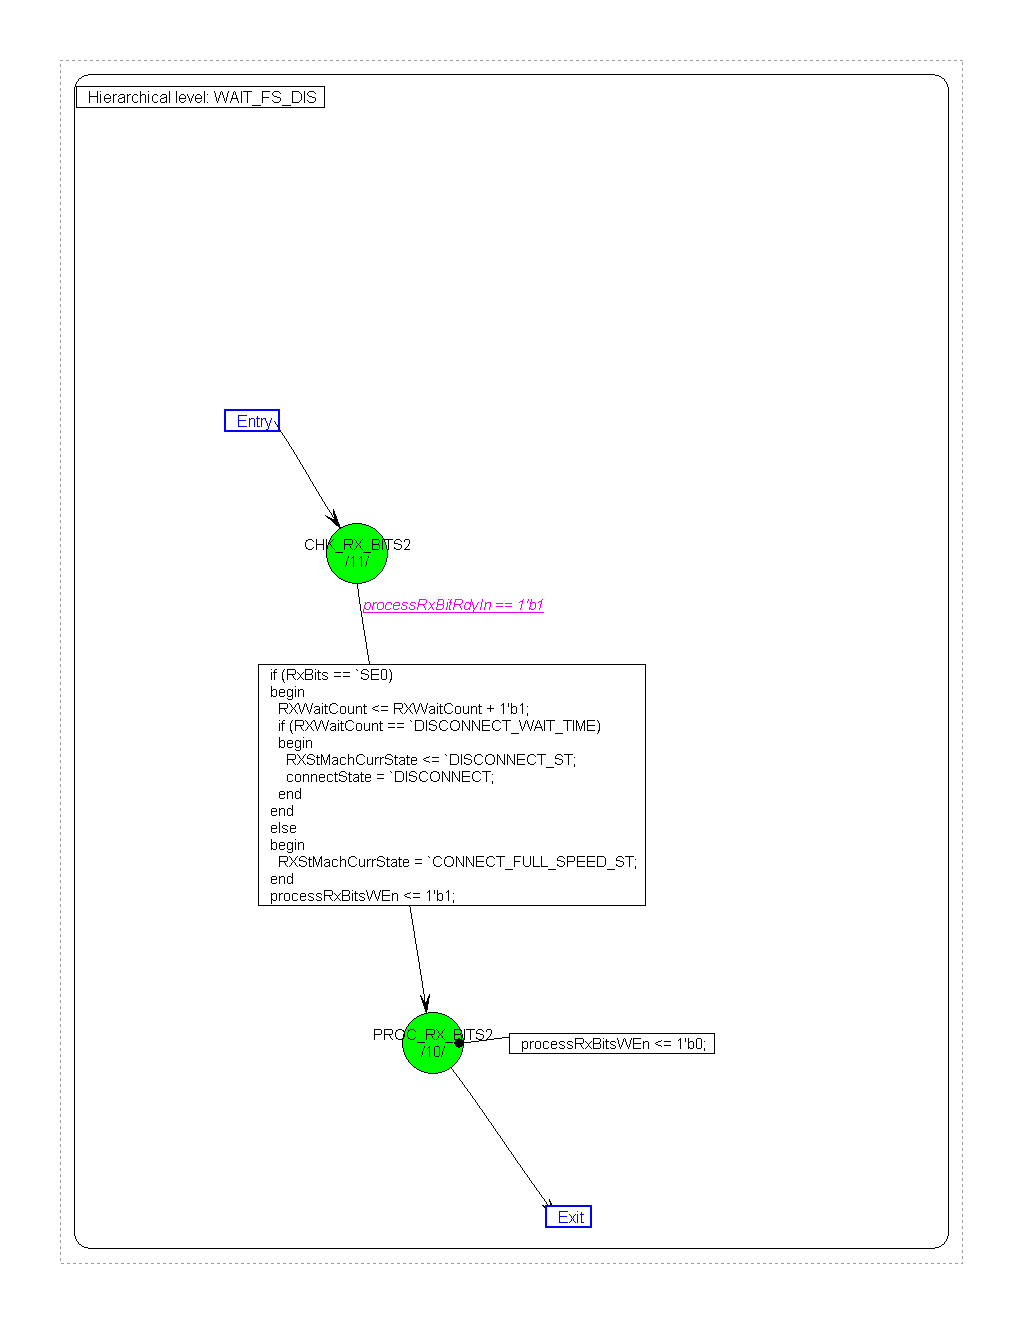 Hierarchical level: WAIT_FS_DIS
Entry
CHK_RX_BITS2
/11/
processRxBitRdyIn == 1'b1
if (RxBits == `SE0)
begin
RXWaitCount <= RXWaitCount + 1'b1;
if (RXWaitCount == `DISCONNECT_WAIT_TIME)
begin
RXStMachCurrState <= `DISCONNECT_ST;
connectState = `DISCONNECT;
end
end
else
begin
RXStMachCurrState = `CONNECT_FULL_SPEED_ST;
end
processRxBitsWEn <= 1'b1;
PROC_RX_BITS2
/10/
processRxBitsWEn <= 1'b0;
Exit